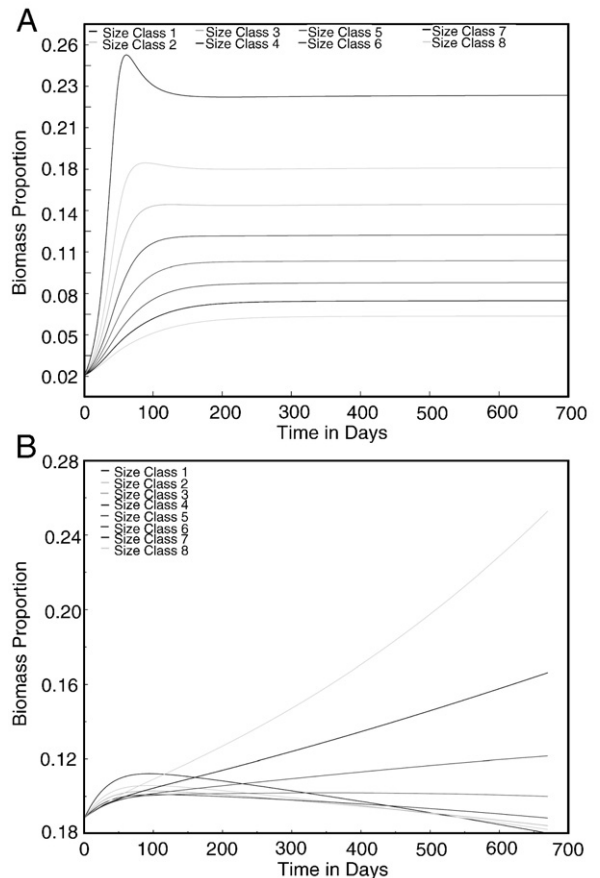 A
Size Class 1 Size Class 3 Size Class 5 Size Class 7
Size Class 2 Size Class 4 Size Class 6 Size Class 8
0.26
0.23
0.21
0.18
0.14
0.11
0.08
0.05
0.02
Biomass Proportion
0 100 200 300 400 500 600 700
Time in Days
B
0.28
0.24
0.20
0.16
0.12
0.18
Biomass Proportion
Size Class 1
Size Class 2
Size Class 3
Size Class 4
Size Class 5
Size Class 6
Size Class 7
Size Class 8
0 100 200 300 400 500 600 700
Time in Days